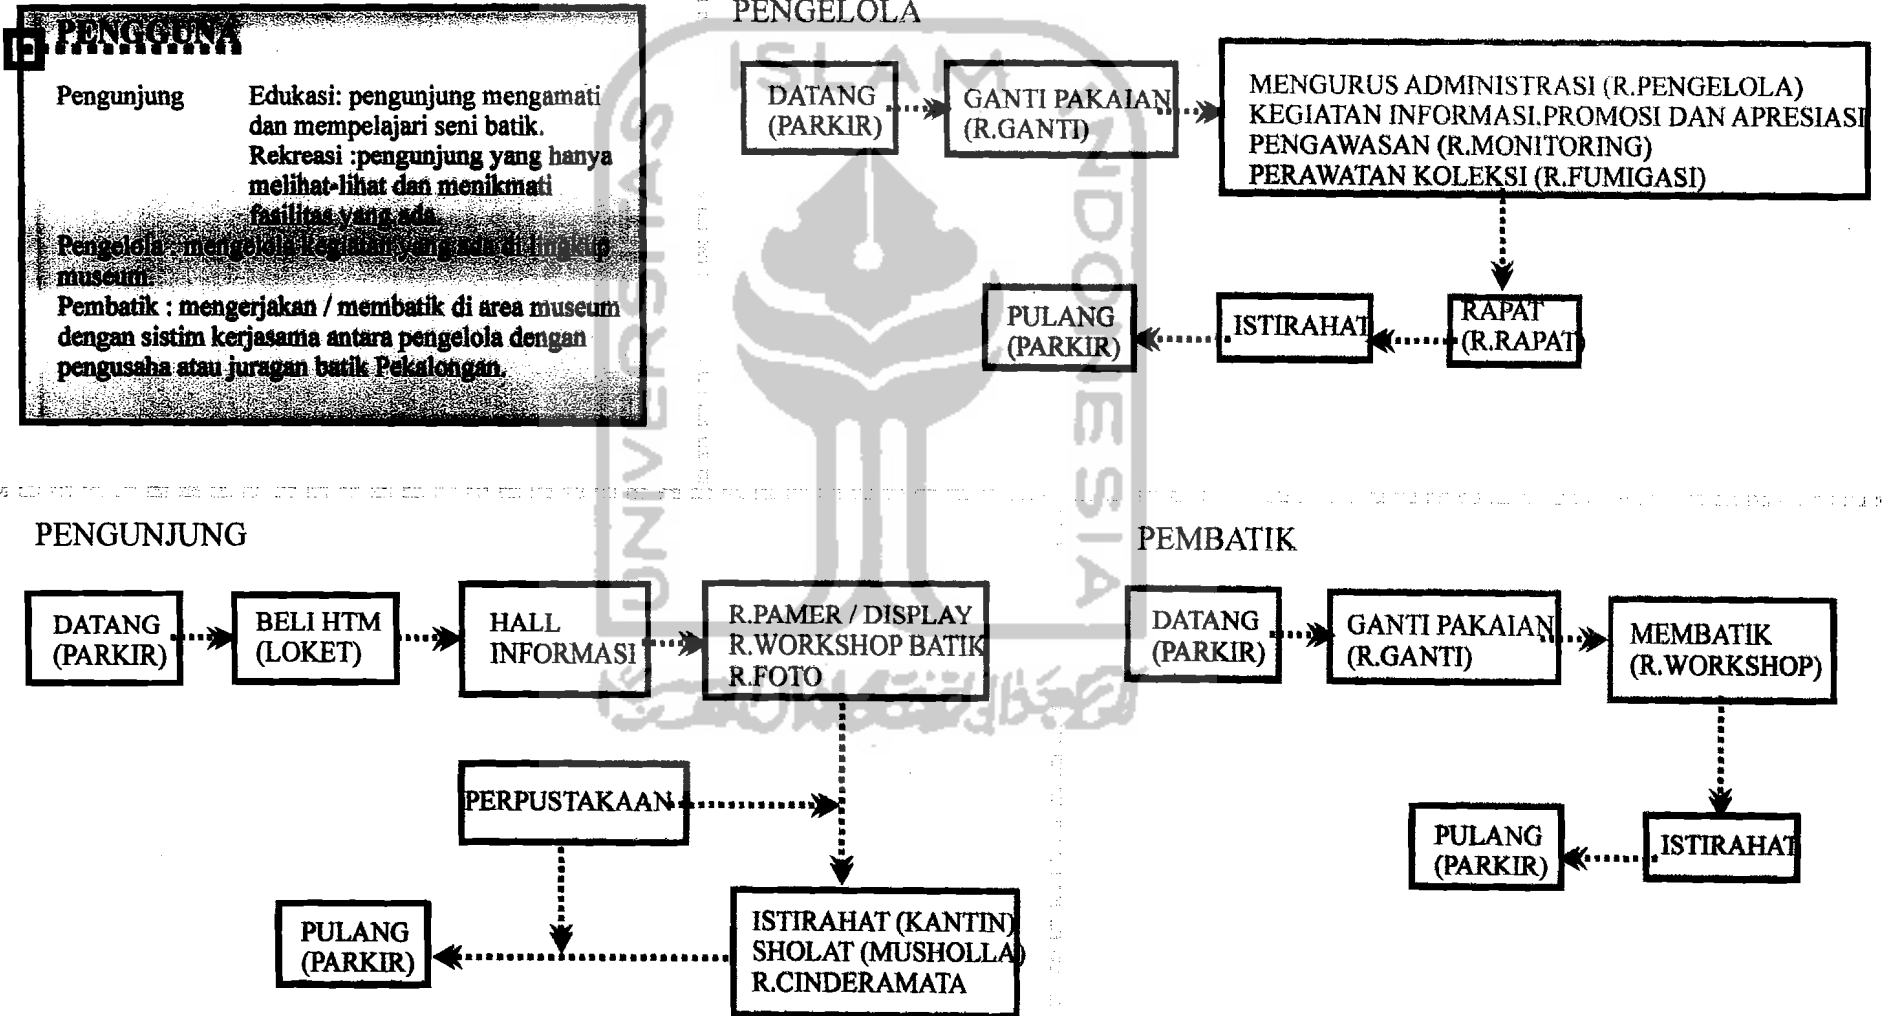 PENGGUNA
Pengunjung Edukasi: pengunjung mengamati
dan mempelajari seni batik.
Rekreasi :pengunjung yang hanya
melihat-lihat dan menikmati
fasilitas yang ada.
Pengelola : mengelola kegiatan yang ada di lingkup
museum.
Pembatik : mengerjakan / membatik di area museum
dengan sistim kerjasama antara pengelola dengan
pengusaha atau juragan batik Pekalongan.
PENGELOLA
DATANG
(PARKIR)
GANTI PAKAIAN
(R.GANTI)
MENGURUS ADMINISTRASI (R.PENGELOLA)
KEGIATAN INFORMASI.PROMOSI DAN APRESIASI
PENGAWASAN (R.MONITORING)
PERAWATAN KOLEKSI (R.FUMIGASI)
RAPAT
(R.RAPAT)
ISTIRAHAT
PULANG
(PARKIR)
PENGUNJUNG
DATANG
(PARKIR)
BELI HTM
(LOKET)
HALL
INFORMASI
R.PAMER / DISPLAY
R.WORKSHOP BATIK
R.FOTO
PERPUSTAKAAN
ISTIRAHAT (KANTIN)
SHOLAT (MUSHOLLA)
R.CINDERAMATA
PULANG
(PARKIR)
PEMBATIK
DATANG
(PARKIR)
GANTI PAKAIAN
(R.GANTI)
MEMBATIK
(R.WORKSHOP)
ISTIRAHAT
PULANG
(PARKIR)
UNIVERSITAS
ISLAM
INDONESIA